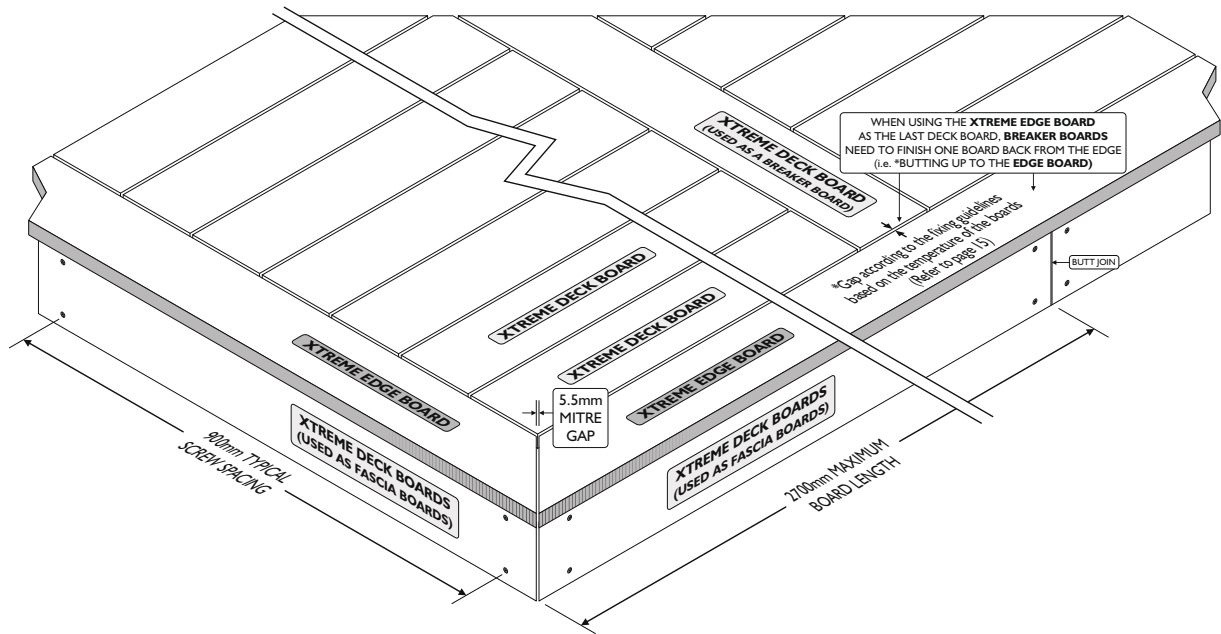 XTREME DECK BOARD
(USED AS A BREAKER BOARD)
WHEN USING THE XTREME EDGE BOARD
AS THE LAST DECK BOARD, BREAKER BOARDS
NEED TO FINISH ONE BOARD BACK FROM THE EDGE
(i.e. *BUTTING UP TO THE EDGE BOARD)
*Gap according to the fixing guidelines
based on the temperature of the boards
(Refer to page 15)
BUTT JOIN
XTREME DECK BOARD
XTREME DECK BOARD
XTREME EDGE BOARD
XTREME EDGE BOARD
5.5mm
MITRE
GAP
XTREME DECK BOARDS
(USED AS FASCIA BOARDS)
XTREME DECK BOARDS
(USED AS FASCIA BOARDS)
900mm TYPICAL
SCREW SPACING
2700mm MAXIMUM
BOARD LENGTH